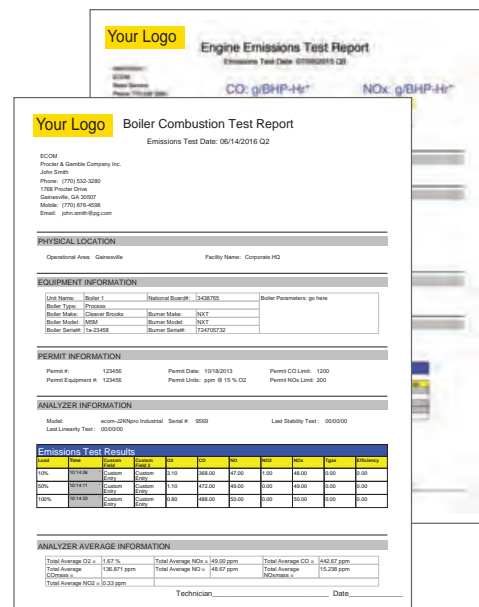 Your Logo
Engine Emissions Test Report
Emissions Test Date: 07/08/2015 Q3
ECOM
CO: g/BHP-Hr*
NOx: g/BHP-Hr*
Your Logo
Boiler Combustion Test Report
Emissions Test Date: 06/14/2016 Q2
ECOM
Procter & Gamble Company Inc.
John Smith
Phone: (770) 532-3280
1768 Procter Drive
Gainesville, GA 30507
Mobile: (770) 876-4598
Email: john.smith@pg.com
PHYSICAL LOCATION
Operational Area: Gainesville Facility Name: Corporate HQ
EQUIPMENT INFORMATION
Unit Name: Boiler 1 National Board#: 3438765 Boiler Parameters: go here
Boiler Type: Process
Boiler Make: Cleaver Brooks Burner Make: NXT
Boiler Model: M5M Burner Model: NXT
Boiler Serial#: 1a-23458 Burner Serial#: 724705732
PERMIT INFORMATION
Permit #: 123456 Permit Date: 10/18/2013 Permit CO Limit: 1200
Permit Equipment #: 123456 Permit Units: ppm @ 15 % O2 Permit NOx Limit: 200
ANALYZER INFORMATION
Model: ecom-J2KNpro Industrial Serial #: 9569 Last Stability Test : 00/00/00
Last Linearity Test : 00/00/00
Emissions Test Results
Load Time Custom Field Custom Field 2 O2 CO NO NO2 NOx Tgas Efficiency
10% 10:14:06 Custom Entry Custom Entry 3.10 368.00 47.00 1.00 48.00 0.00 0.00
50% 10:14:11 Custom Entry Custom Entry 1.10 472.00 49.00 0.00 49.00 0.00 0.00
100% 10:14:33 Custom Entry Custom Entry 0.80 488.00 50.00 0.00 50.00 0.00 0.00
ANALYZER AVERAGE INFORMATION
Total Average O2 = 1.67 % Total Average NOx = 49.00 ppm Total Average CO = 442.67 ppm
Total Average COmass = 136.871 ppm Total Average NO = 48.67 ppm Total Average NOxmass = 15.238 ppm
Total Average NO2 = 0.33 ppm
Technician Date